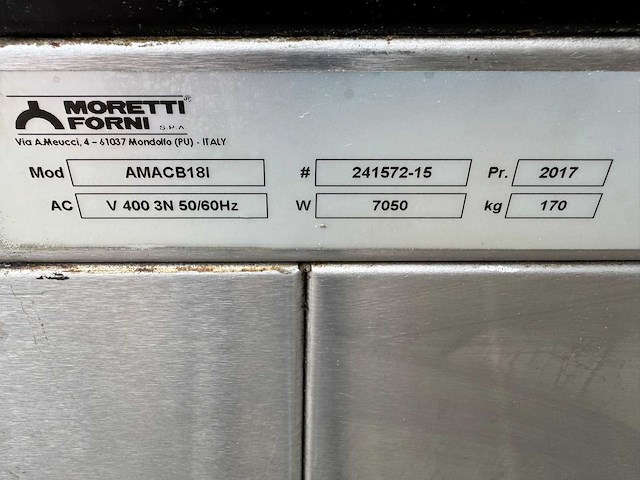 MORETTI®
FORNI S.P.A
Via A.Meucci, 4 - 61037 Mondolfo (PU) - ITALY
Mod AMACB18I # 241572-15 Pr. 2017
AC V 400 3N 50/60Hz W 7050 kg 170